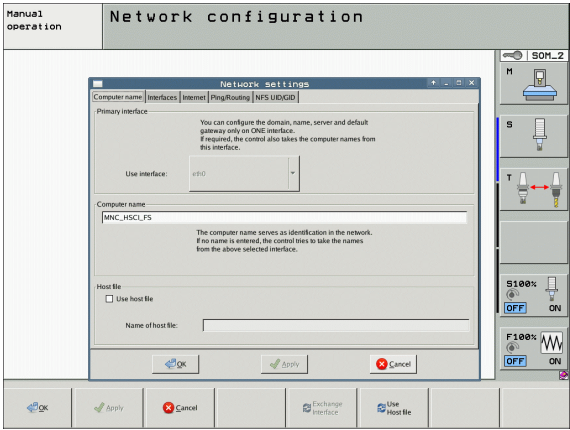 Manual
operation
Network configuration
SOM_2
Network settings
Computer name
Interfaces
Internet
Ping/Routing
NFS UID/GID
Primary interface
You can configure the domain, name, server and default
gateway only on ONE interface.
If required, the control also takes the computer names from
this interface.
Use interface:
eth0
Computer name
MNC_HSCI_FS
The computer name serves as identification in the network.
If no name is entered, the control tries to take the names
from the above selected interface.
Host file
Use host file
Name of host file:
OK
Apply
Cancel
M
S
T
S100%
OFF
ON
F100%
OFF
ON
OK
Apply
Cancel
Exchange
Interface
Use
Host file